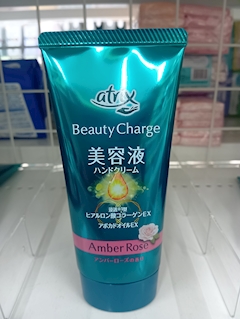 atrix
Beauty Charge
美容液
ハンドクリーム
ヒアルロン酸コラーゲンEX
アボカドオイルEX
Amber Rose
アンバーローズの香り